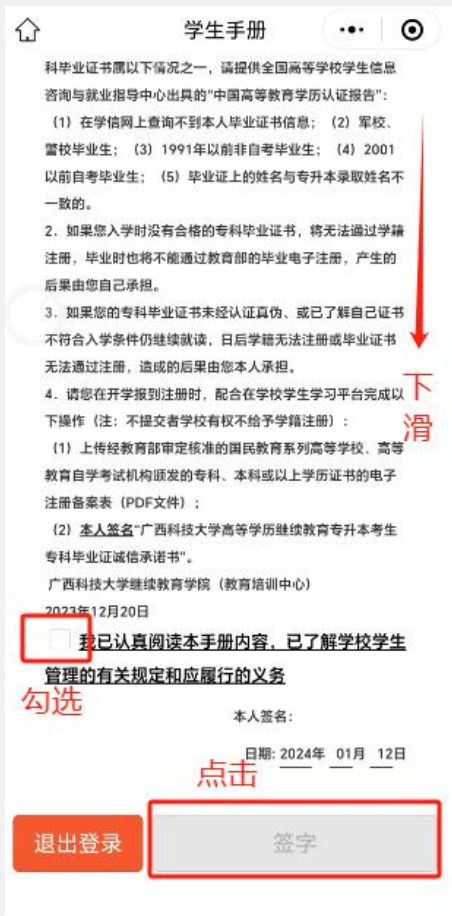 学生手册
科毕业证书属以下情况之一，请提供全国高等学校学生信息
咨询与就业指导中心出具的"中国高等教育学历认证报告"：
（1）在学信网上查询不到本人毕业证书信息；（2）军校、
警校毕业生；（3）1991年以前非自考毕业生；（4）2001
以前自考毕业生；（5）毕业证上的姓名与专升本录取姓名不
一致的。
2. 如果您入学时没有合格的专科毕业证书，将无法通过学籍
注册，毕业时也将不能通过教育部的毕业电子注册，产生的
后果由您自己承担。
3. 如果您的专科毕业证书未经认证真伪、或已了解自己证书
不符合入学条件仍继续就读，日后学籍无法注册或毕业证书
无法通过注册，造成的后果由您本人承担。
4. 请您在开学报到注册时，配合在学校学生学习平台完成以
下操作（注：不提交者学校有权不给予学籍注册）：
（1）上传经教育部审定核准的国民教育系列高等学校、高等
教育自学考试机构颁发的专科、本科或以上学历证书的电子
注册备案表（PDF文件）；
（2）本人签名"广西科技大学高等学历继续教育专升本考生
专科毕业证诚信承诺书"。
广西科技大学继续教育学院（教育培训中心）
2023年12月20日
我已认真阅读本手册内容，已了解学校学生
管理的有关规定和应履行的义务
本人签名：
日期: 2024年 01月 12日
退出登录
签字
下
滑
勾选
点击